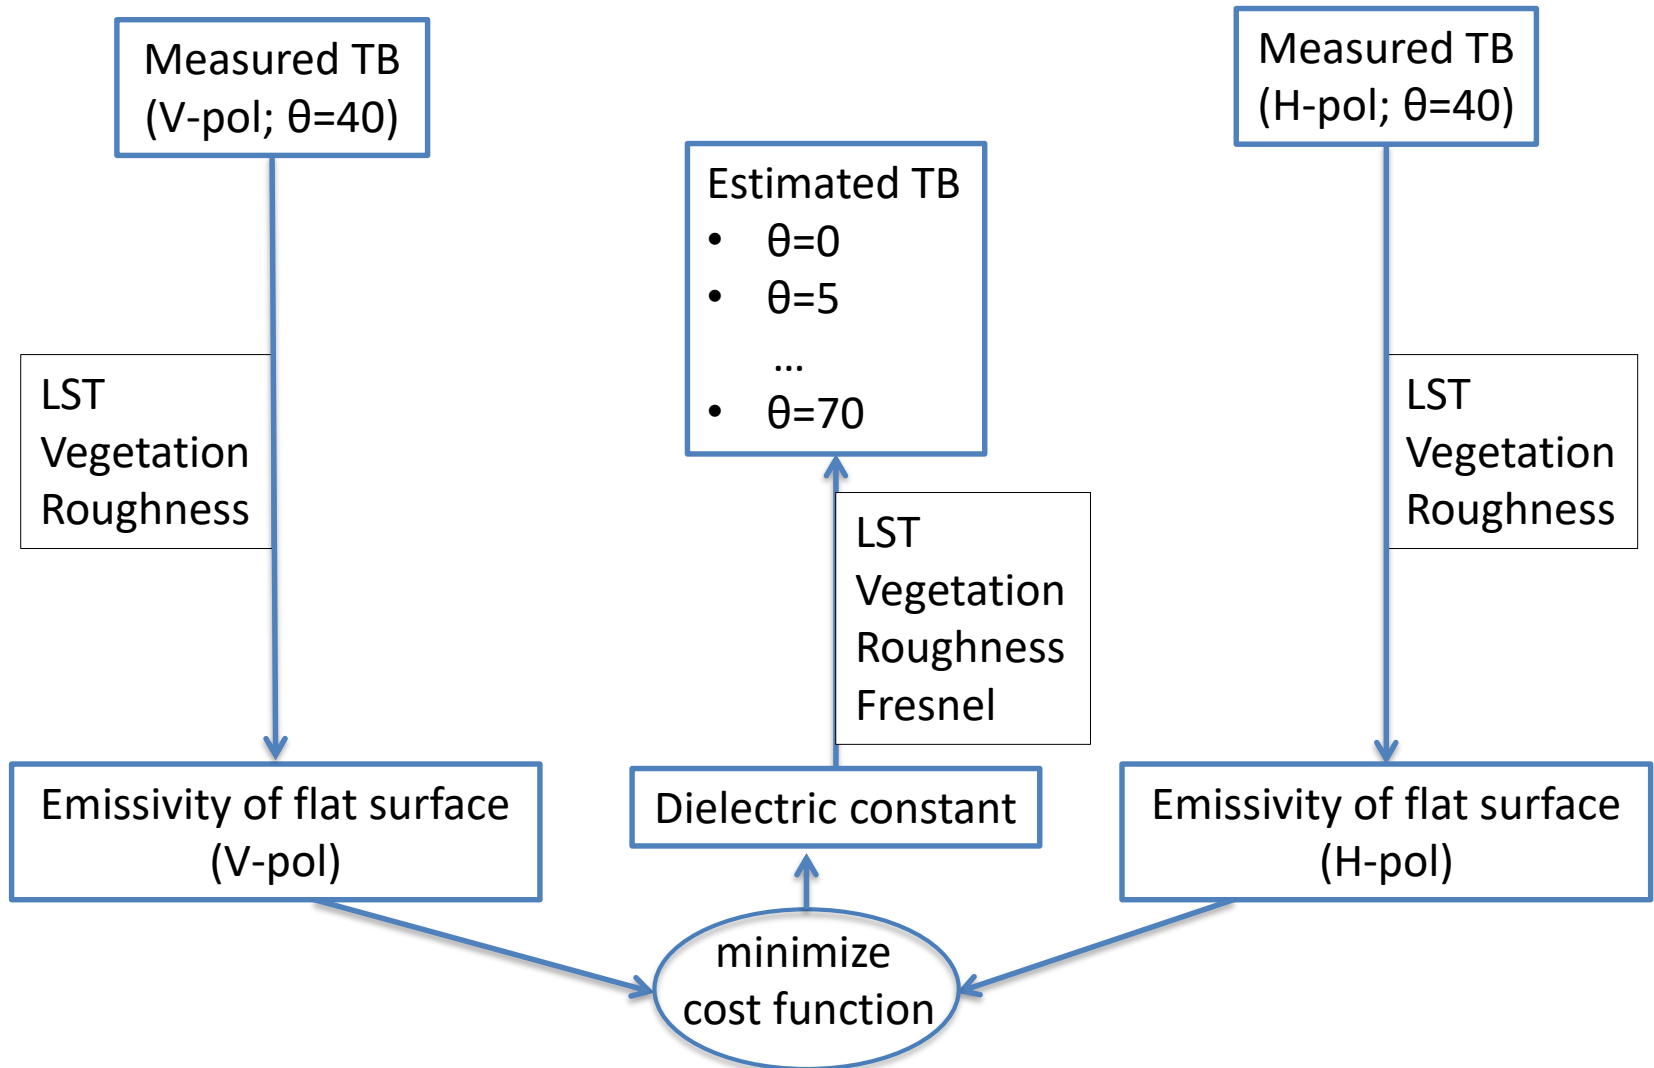 Measured TB
(V-pol; θ=40)
Measured TB
(H-pol; θ=40)
Estimated TB
• θ=0
• θ=5
...
• θ=70
LST
Vegetation
Roughness
LST
Vegetation
Roughness
Fresnel
LST
Vegetation
Roughness
Emissivity of flat surface
(V-pol)
Dielectric constant
Emissivity of flat surface
(H-pol)
minimize
cost function